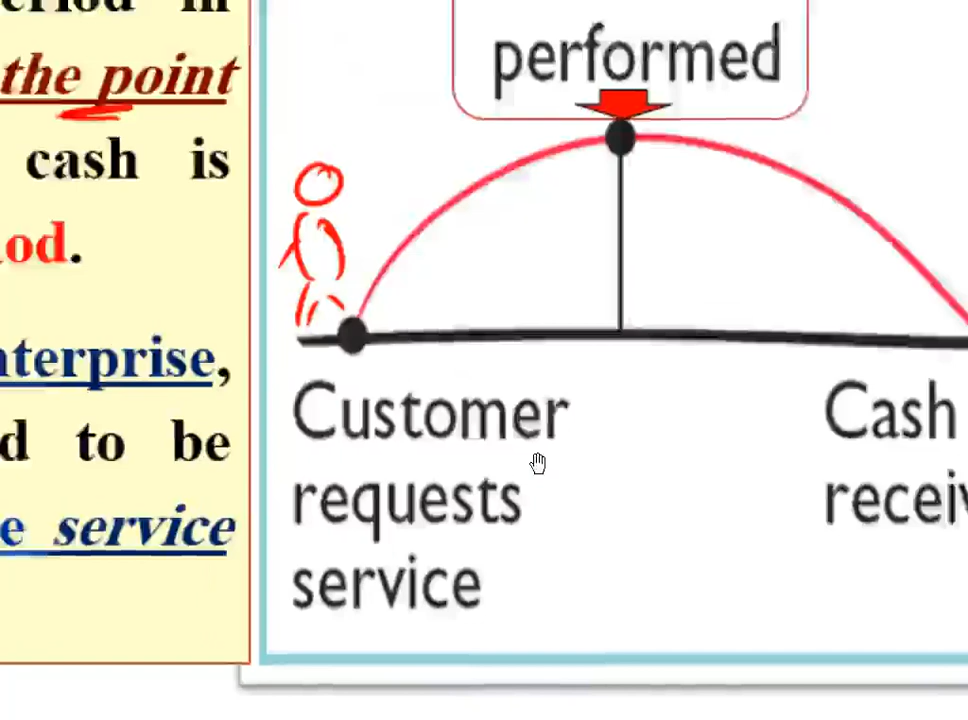 the point
cash is
od.
nterprise,
d to be
e service
performed
Customer
requests
service
Cash
receiv